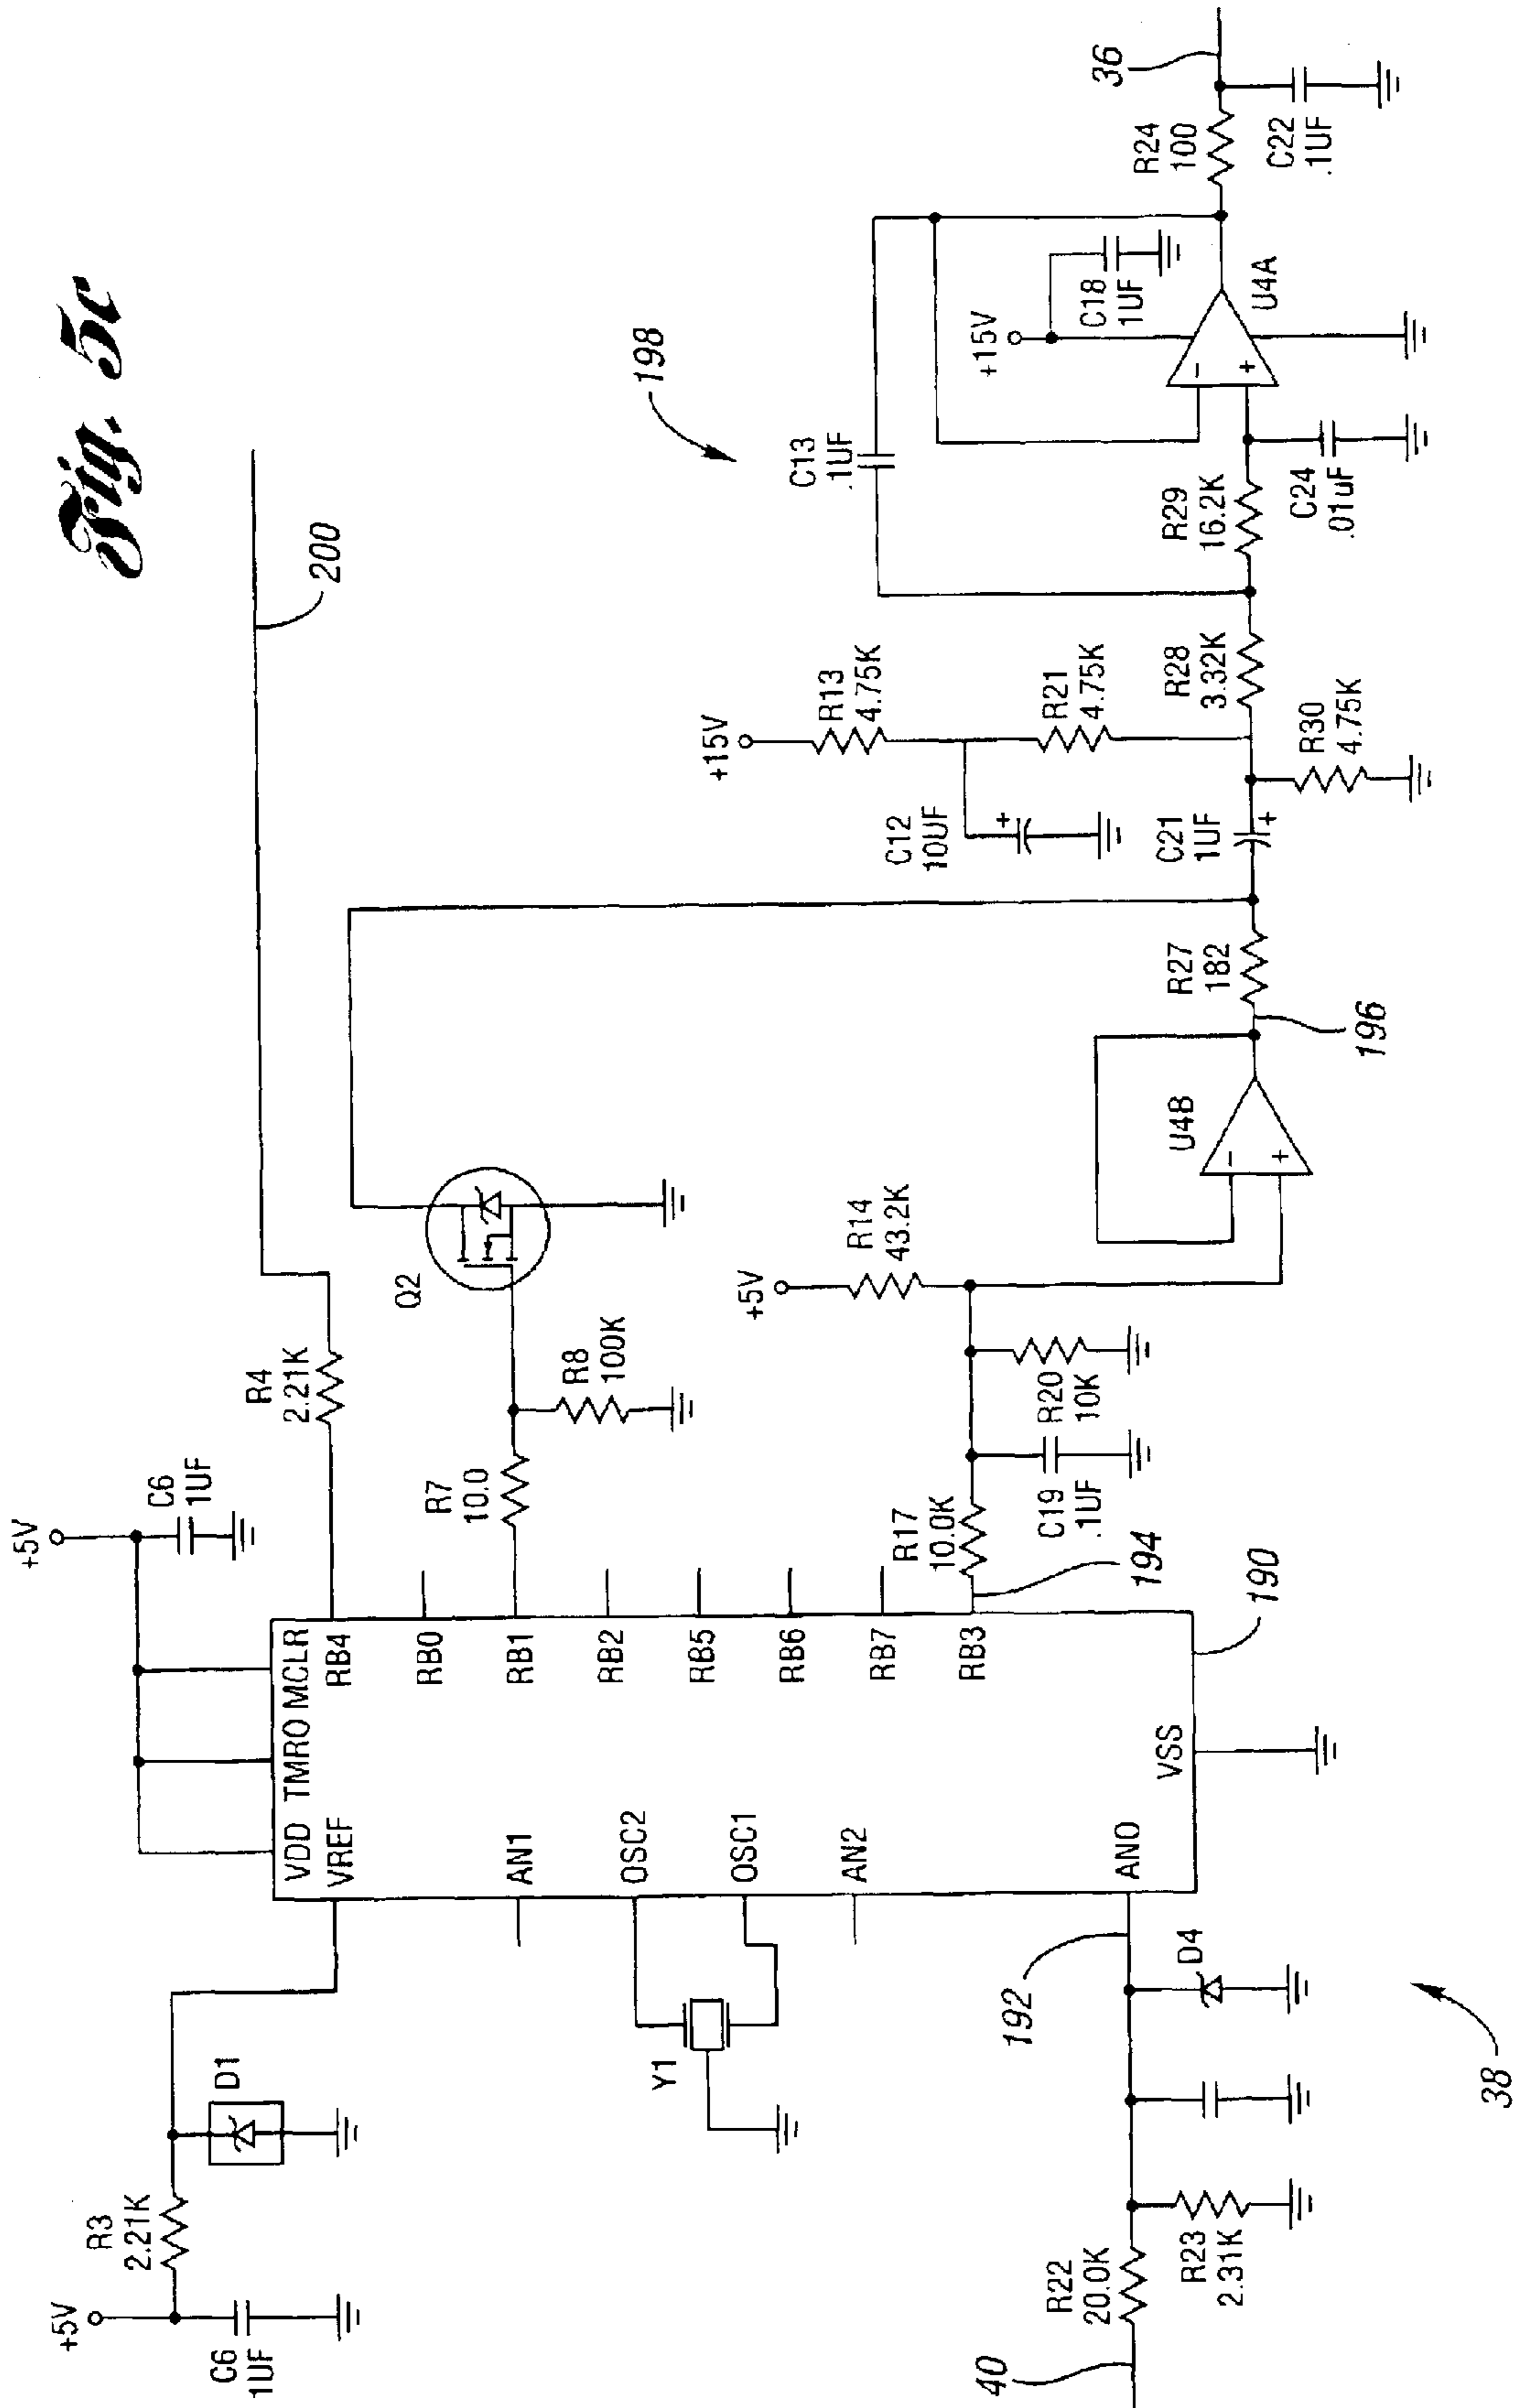 Fig. 5c
200
198
36
+5V
C6
1UF
R4
2.21K
Q2
R7
10.0
R8
100K
+5V
R14
43.2K
R17
10.0K
C19
.1UF
R20
10K
194
190
U4B
-
+
196
R27
182
C21
1UF
+
C12
10UF
+
+15V
R13
4.75K
R21
4.75K
R30
4.75K
R28
3.32K
R29
16.2K
C24
.01uF
C13
.1UF
+15V
C18
1UF
-
+
U4A
R24
100
C22
.1UF
VDD
TMRO
MCLR
VREF
RB4
RB0
RB1
RB2
RB5
RB6
RB7
RB3
AN1
OSC2
OSC1
AN2
ANO
VSS
+5V
C6
1UF
R3
2.21K
D1
Y1
192
D4
R22
20.0K
R23
2.31K
40
38